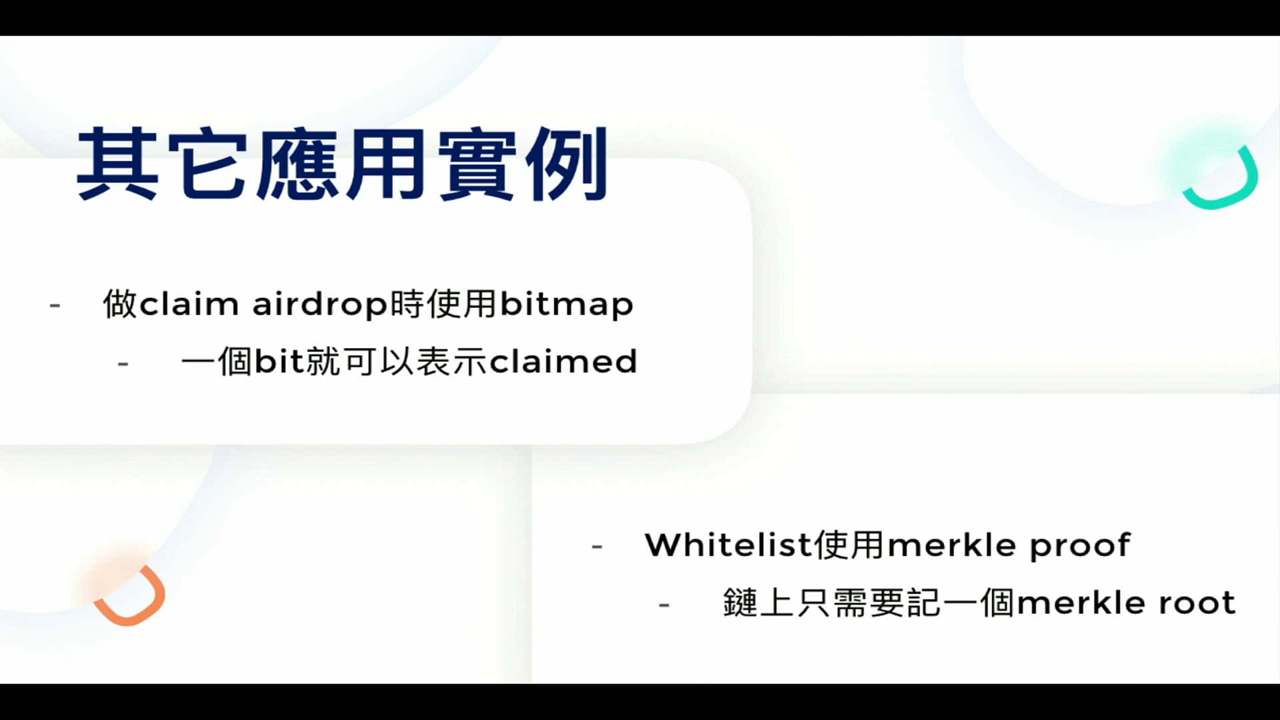 其它應用實例
- 做claim airdrop時使用bitmap
- 一個bit就可以表示claimed
- Whitelist使用merkle proof
- 鏈上只需要記一個merkle root